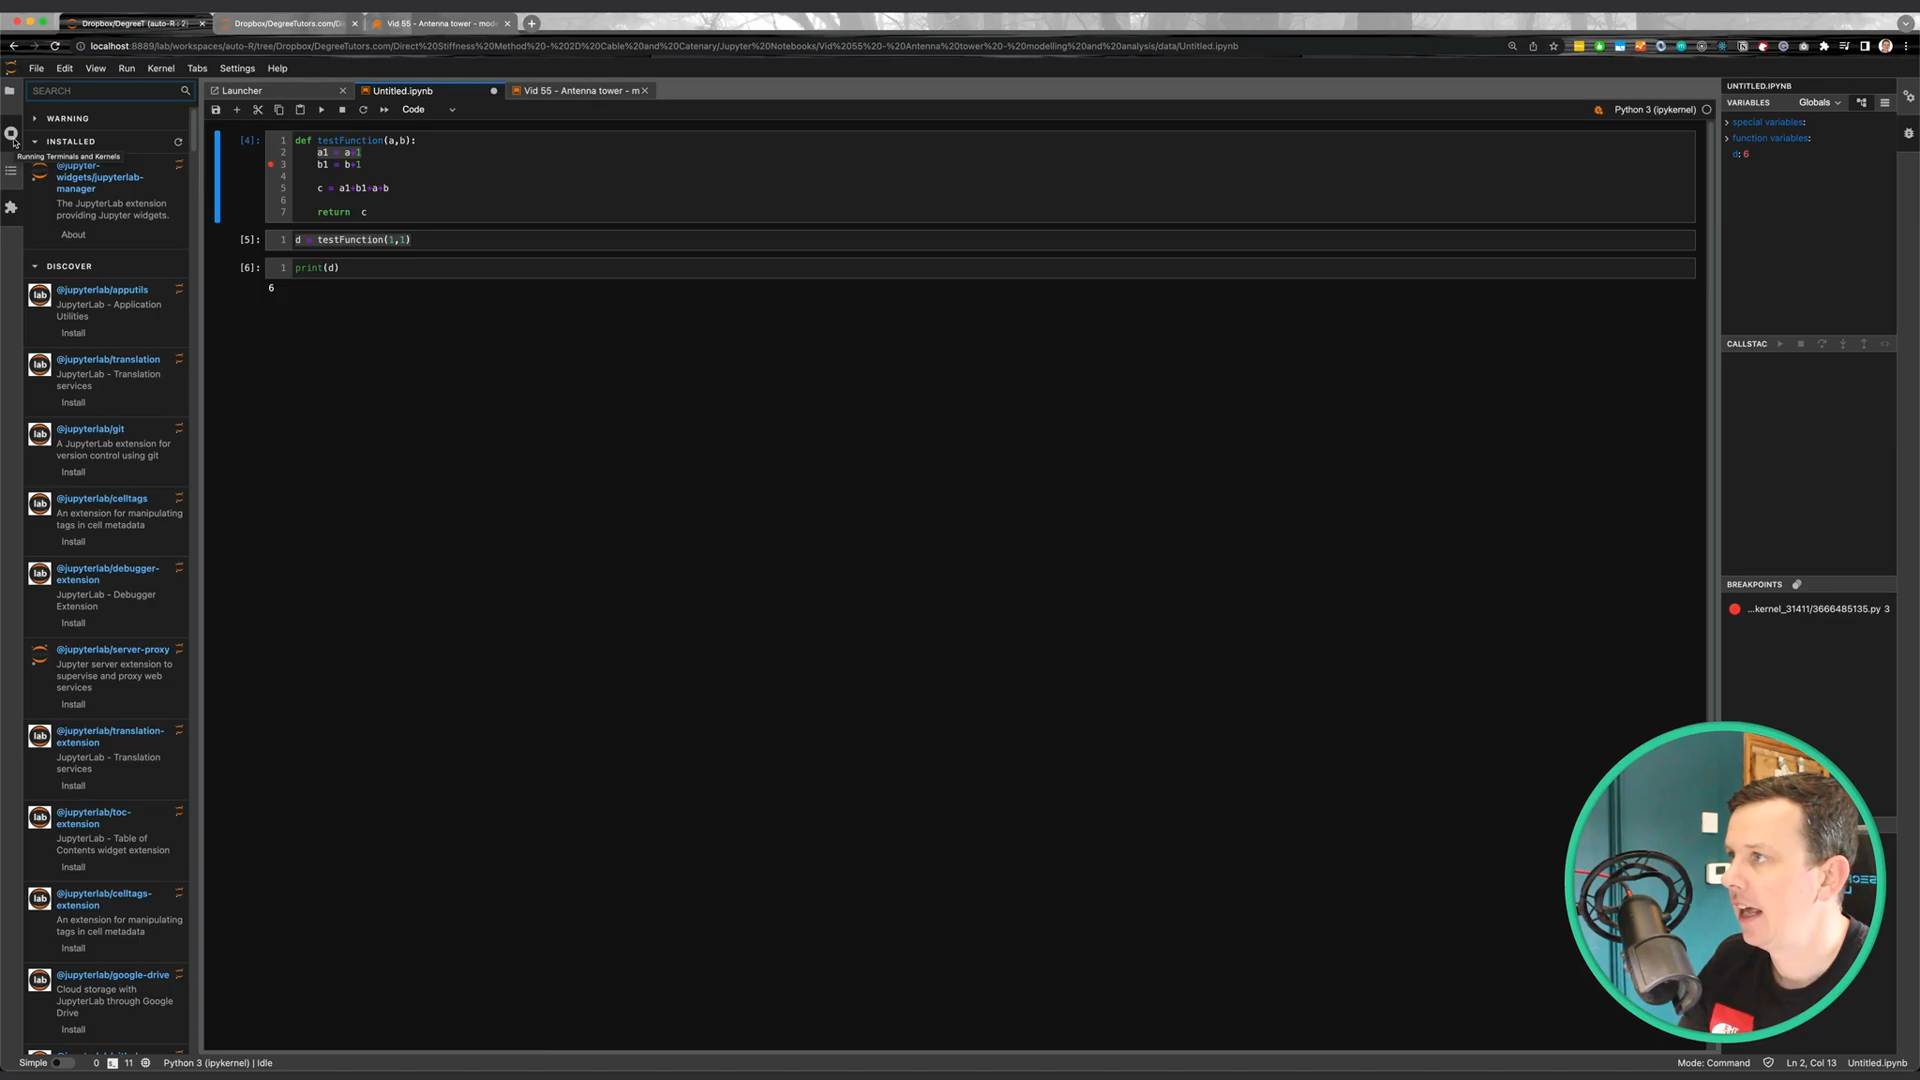 Dropbox/DegreeT (auto-R : 2)
Dropbox/DegreeTutors.com/Di
Vid 55 - Antenna tower - mod
localhost:8889/lab/workspaces/auto-R/tree/Dropbox/DegreeTutors.com/Direct%20Stiffness%20Method%20-%202D%20Cable%20and%20Catenary/Jupyter%20Notebooks/Vid%2055%20-%20Antenna%20tower%20-%20modelling%20and%20analysis/data/Untitled.ipynb
File Edit View Run Kernel Tabs Settings Help
SEARCH
WARNING
INSTALLED
Running Terminals and Kernels
@jupyter-
widgets/jupyterlab-
manager
The JupyterLab extension
providing Jupyter widgets.
About
DISCOVER
@jupyterlab/apputils
JupyterLab - Application
Utilities
Install
@jupyterlab/translation
JupyterLab - Translation
services
Install
@jupyterlab/git
A JupyterLab extension for
version control using git
Install
@jupyterlab/celltags
An extension for manipulating
tags in cell metadata
Install
@jupyterlab/debugger-
extension
JupyterLab - Debugger
Extension
Install
@jupyterlab/server-proxy
Jupyter server extension to
supervise and proxy web
services
Install
@jupyterlab/translation-
extension
JupyterLab - Translation
services
Install
@jupyterlab/toc-
extension
JupyterLab - Table of
Contents widget extension
Install
@jupyterlab/celltags-
extension
An extension for manipulating
tags in cell metadata
Install
@jupyterlab/google-drive
Cloud storage with
JupyterLab through Google
Drive
Install
lab
lab
lab
lab
lab
lab
lab
lab
lab
Launcher
Untitled.ipynb
Vid 55 - Antenna tower - m
Code
Python 3 (ipykernel)
[4]:
1 def testFunction(a,b):
2 a1 = a+1
3 b1 = b+1
4
5 c = a1+b1+a+b
6
7 return c
[5]:
1 d = testFunction(1,1)
[6]:
1 print(d)
6
UNTITLED.IPYNB
VARIABLES Globals
special variables:
function variables:
d: 6
CALLSTAC
BREAKPOINTS
...kernel_31411/3666485135.py 3
Simple 0 11 Python 3 (ipykernel) | Idle
Mode: Command Ln 2, Col 13 Untitled.ipynb